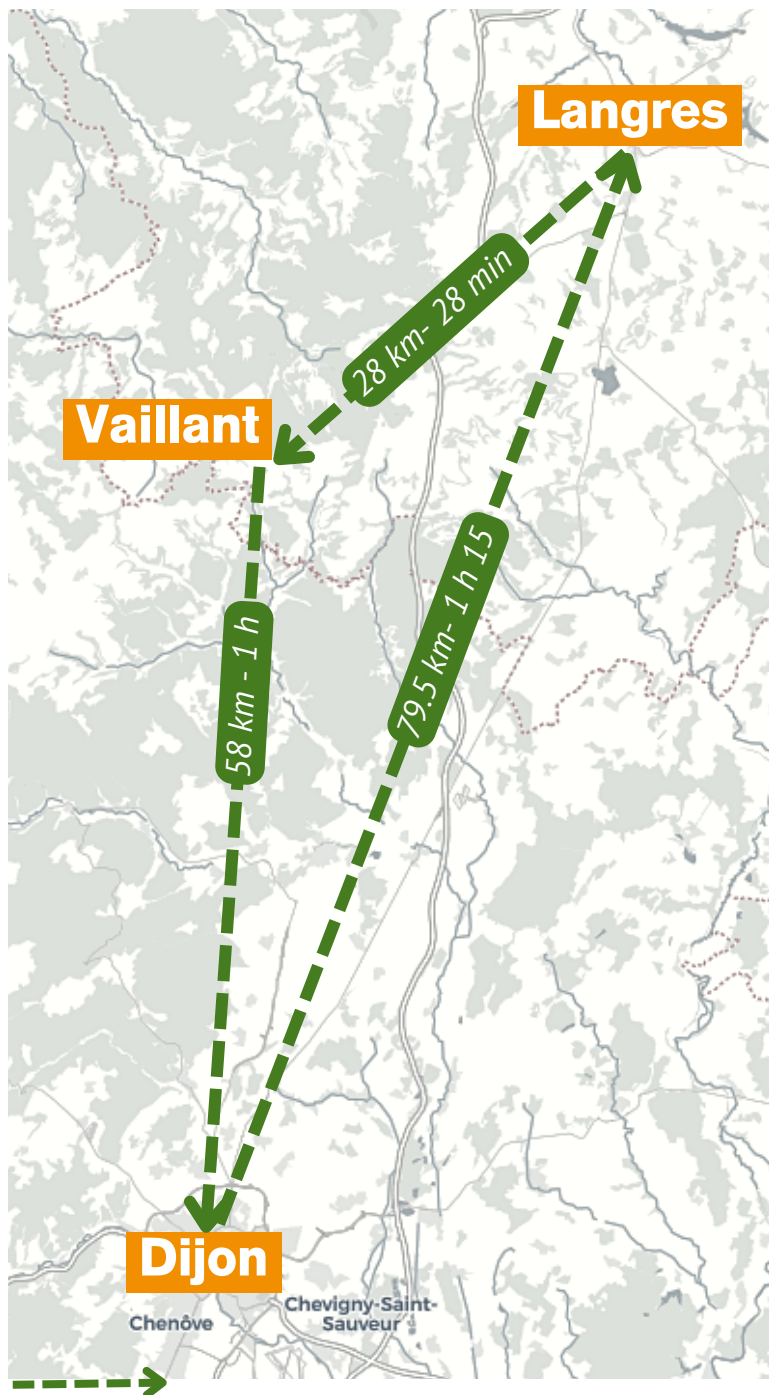 Langres
28 km- 28 min
Vaillant
79.5 km- 1 h 15
58 km - 1 h
Dijon
Chenôve
Chevigny-Saint-
Sauveur